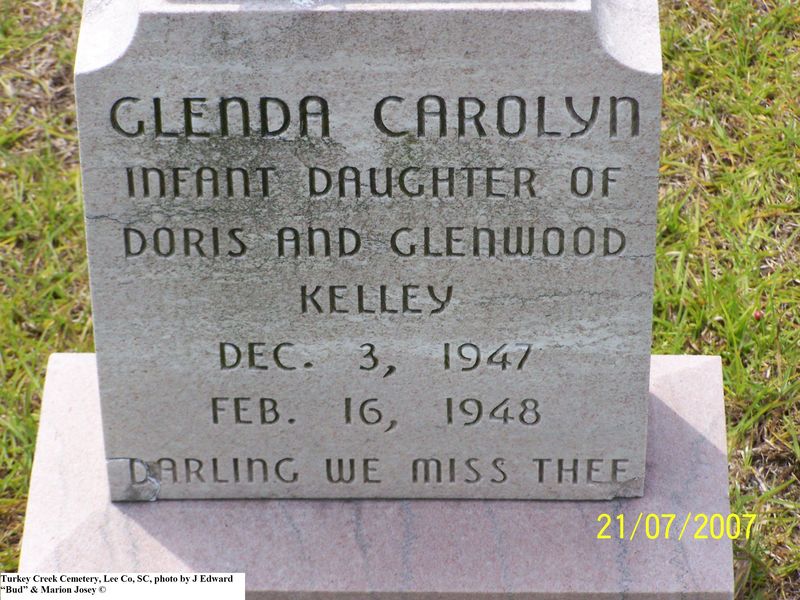 GLENDA CAROLYN
INFANT DAUGHTER OF
DORIS AND GLENWOOD
KELLEY
DEC. 3, 1947
FEB. 16, 1948
DARLING WE MISS THEE
21/07/2007
Turkey Creek Cemetery, Lee Co, SC, photo by J Edward
“Bud” & Marion Josey ©